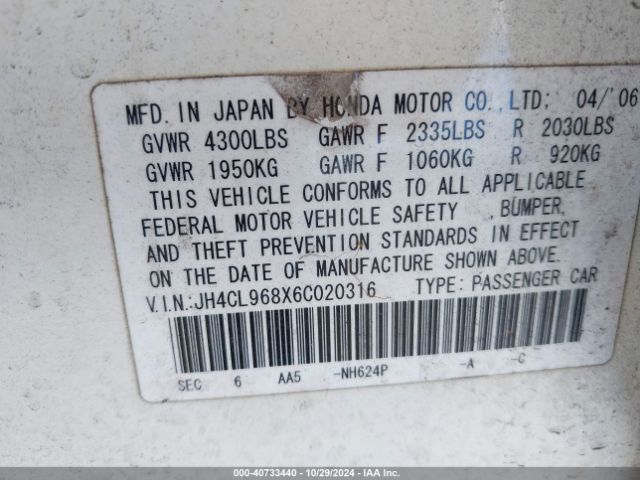 MFD. IN JAPAN BY HONDA MOTOR CO., LTD: 04/'06
GVWR 4300LBS GAWR F 2335LBS R 2030LBS
GVWR 1950KG GAWR F 1060KG R 920KG
THIS VEHICLE CONFORMS TO ALL APPLICABLE
FEDERAL MOTOR VEHICLE SAFETY , BUMPER,
AND THEFT PREVENTION STANDARDS IN EFFECT
ON THE DATE OF MANUFACTURE SHOWN ABOVE.
V.I.N.:JH4CL968X6C020316 TYPE: PASSENGER CAR
SEC 6 AA5 -NH624P -A -C
000-40733440 • 10/29/2024 • IAA Inc.